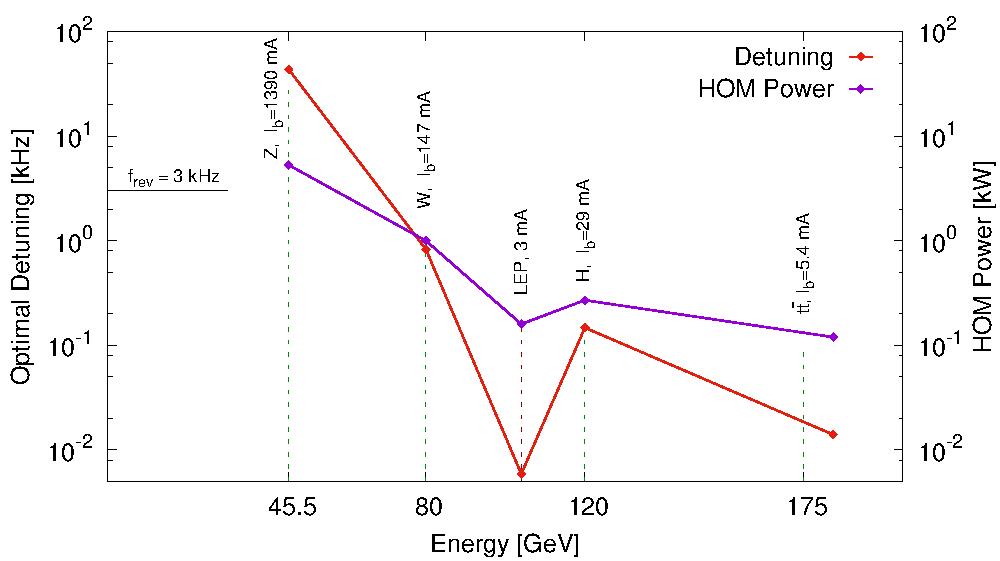 10^2
10^1
10^0
10^-1
10^-2
Optimal Detuning [kHz]
f_rev = 3 kHz
Z, I_b=1390 mA
W, I_b=147 mA
LEP, 3 mA
H, I_b=29 mA
tt̄, I_b=5.4 mA
Detuning
HOM Power
10^2
10^1
10^0
10^-1
10^-2
HOM Power [kW]
45.5 80 120 175
Energy [GeV]